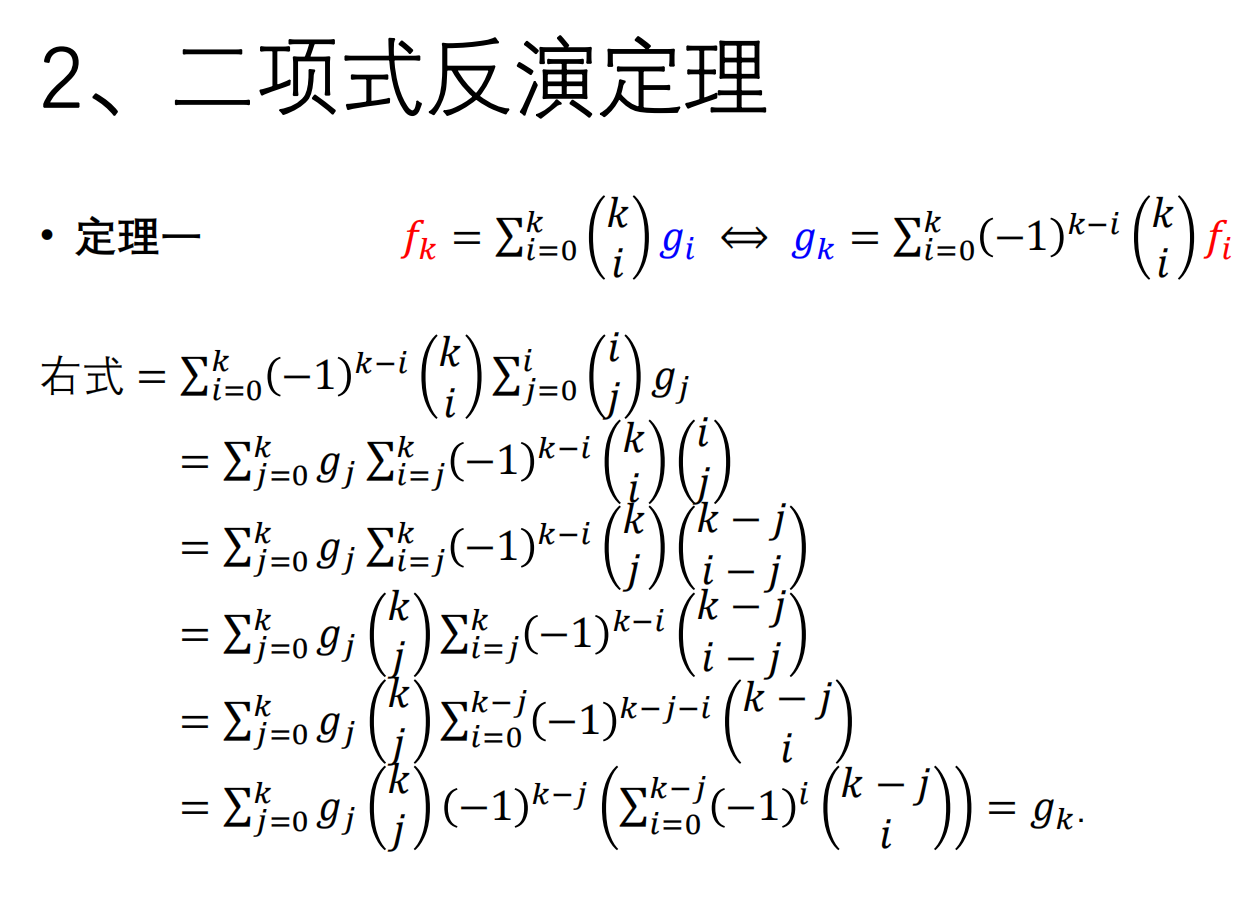 2、二项式反演定理
• 定理一 $f_k = \sum_{i=0}^{k} \binom{k}{i} g_i \Leftrightarrow g_k = \sum_{i=0}^{k} (-1)^{k-i} \binom{k}{i} f_i$
右式 $= \sum_{i=0}^{k} (-1)^{k-i} \binom{k}{i} \sum_{j=0}^{i} \binom{i}{j} g_j$
$= \sum_{j=0}^{k} g_j \sum_{i=j}^{k} (-1)^{k-i} \binom{k}{i} \binom{i}{j}$
$= \sum_{j=0}^{k} g_j \sum_{i=j}^{k} (-1)^{k-i} \binom{k}{j} \binom{k-j}{i-j}$
$= \sum_{j=0}^{k} g_j \binom{k}{j} \sum_{i=j}^{k} (-1)^{k-i} \binom{k-j}{i-j}$
$= \sum_{j=0}^{k} g_j \binom{k}{j} \sum_{i=0}^{k-j} (-1)^{k-j-i} \binom{k-j}{i}$
$= \sum_{j=0}^{k} g_j \binom{k}{j} (-1)^{k-j} \left( \sum_{i=0}^{k-j} (-1)^{i} \binom{k-j}{i} \right) = g_k.$